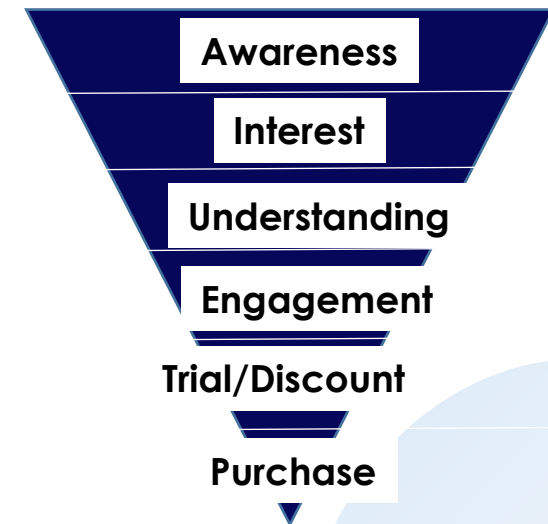 Awareness
Interest
Understanding
Engagement
Trial/Discount
Purchase